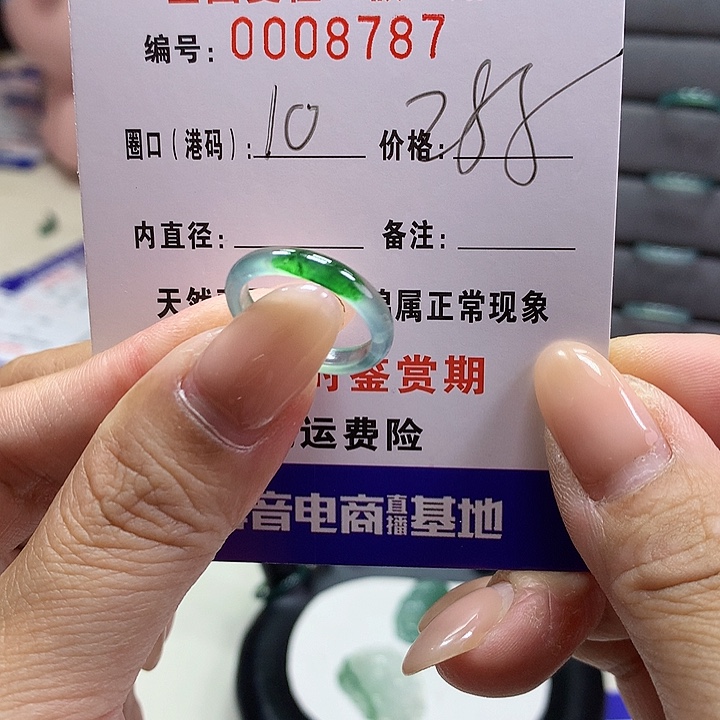 编号: 0008787
圈口（港码）: 10 价格: 288
内直径: 备注:
天然 属正常现象
鉴赏期
运费险
音电商直播基地